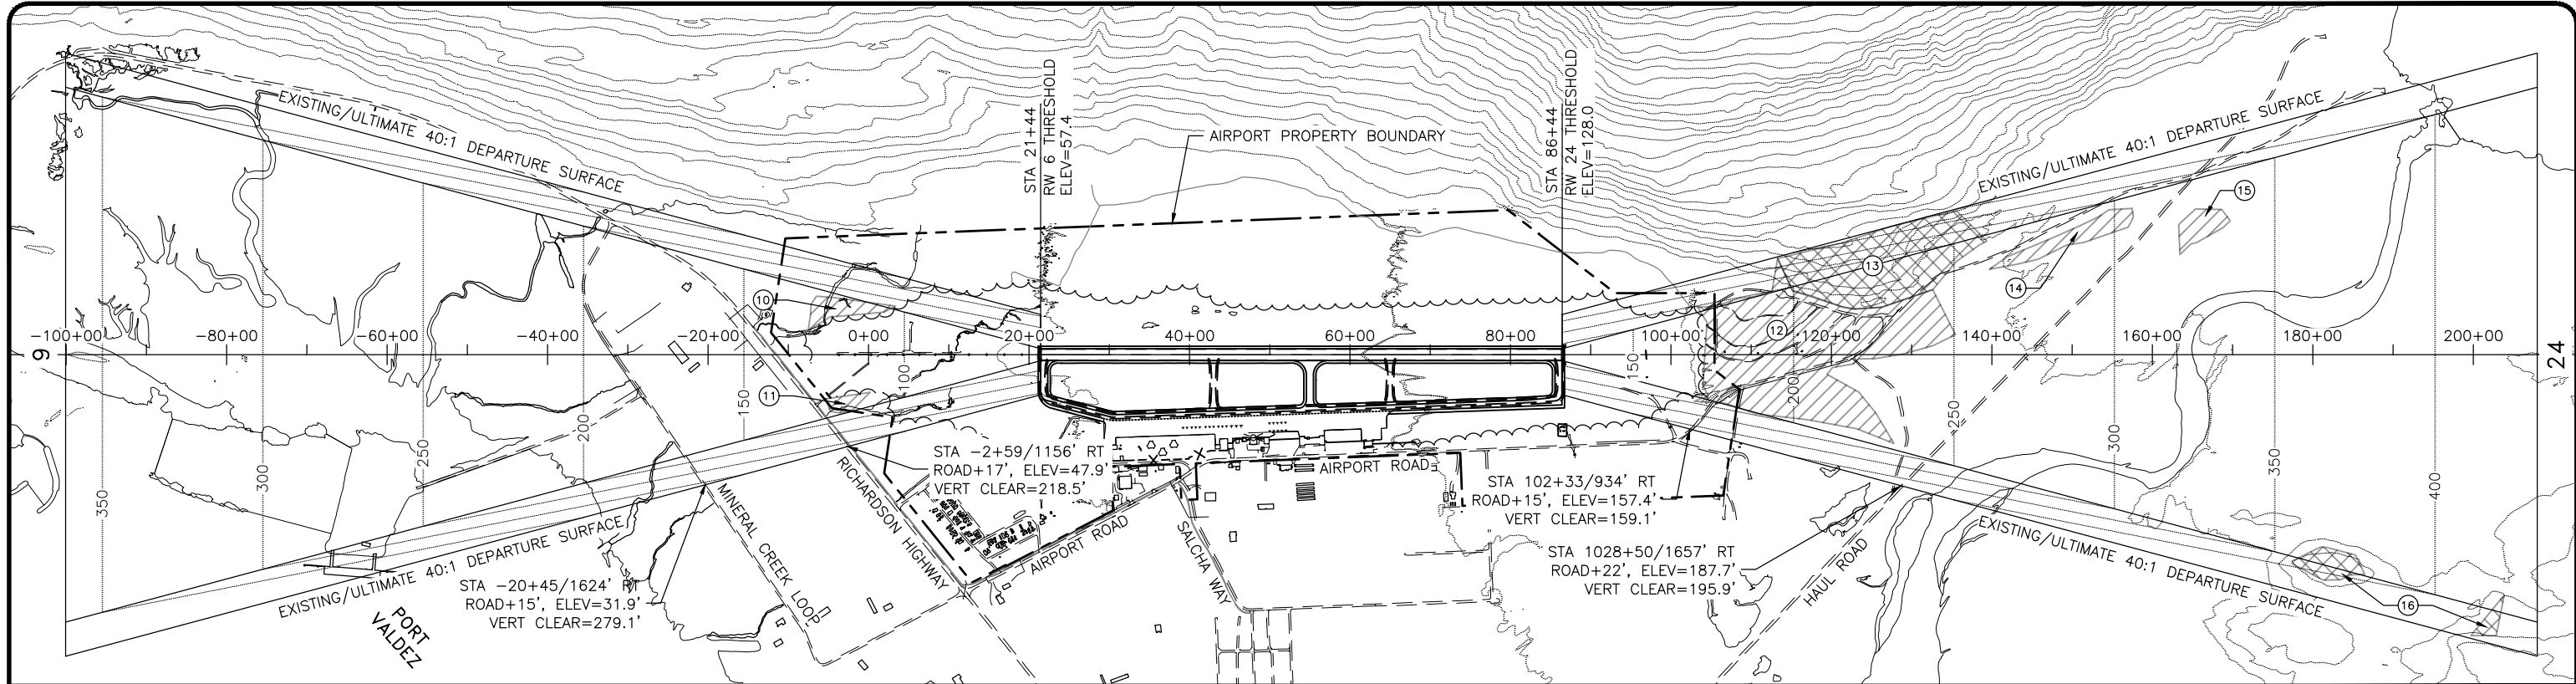 EXISTING/ULTIMATE 40:1 DEPARTURE SURFACE
STA 21+44
RW 6 THRESHOLD
ELEV=57.4
AIRPORT PROPERTY BOUNDARY
STA 86+44
RW 24 THRESHOLD
ELEV=128.0
EXISTING/ULTIMATE 40:1 DEPARTURE SURFACE
15
13
14
10
12
-100+00
-80+00
-60+00
-40+00
-20+00
0+00
20+00
40+00
60+00
80+00
100+00
120+00
140+00
160+00
180+00
200+00
6
24
11
350
300
250
200
150
100
150
200
250
300
350
400
STA -2+59/1156' RT
ROAD+17', ELEV=47.9'
VERT CLEAR=218.5'
AIRPORT ROAD
STA 102+33/934' RT
ROAD+15', ELEV=157.4'
VERT CLEAR=159.1'
RICHARDSON HIGHWAY
MINERAL CREEK LOOP
AIRPORT ROAD
SALCHA WAY
STA 1028+50/1657' RT
ROAD+22', ELEV=187.7'
VERT CLEAR=195.9'
HAUL ROAD
EXISTING/ULTIMATE 40:1 DEPARTURE SURFACE
16
EXISTING/ULTIMATE 40:1 DEPARTURE SURFACE
STA -20+45/1624' RT
ROAD+15', ELEV=31.9'
VERT CLEAR=279.1'
PORT
VALDEZ